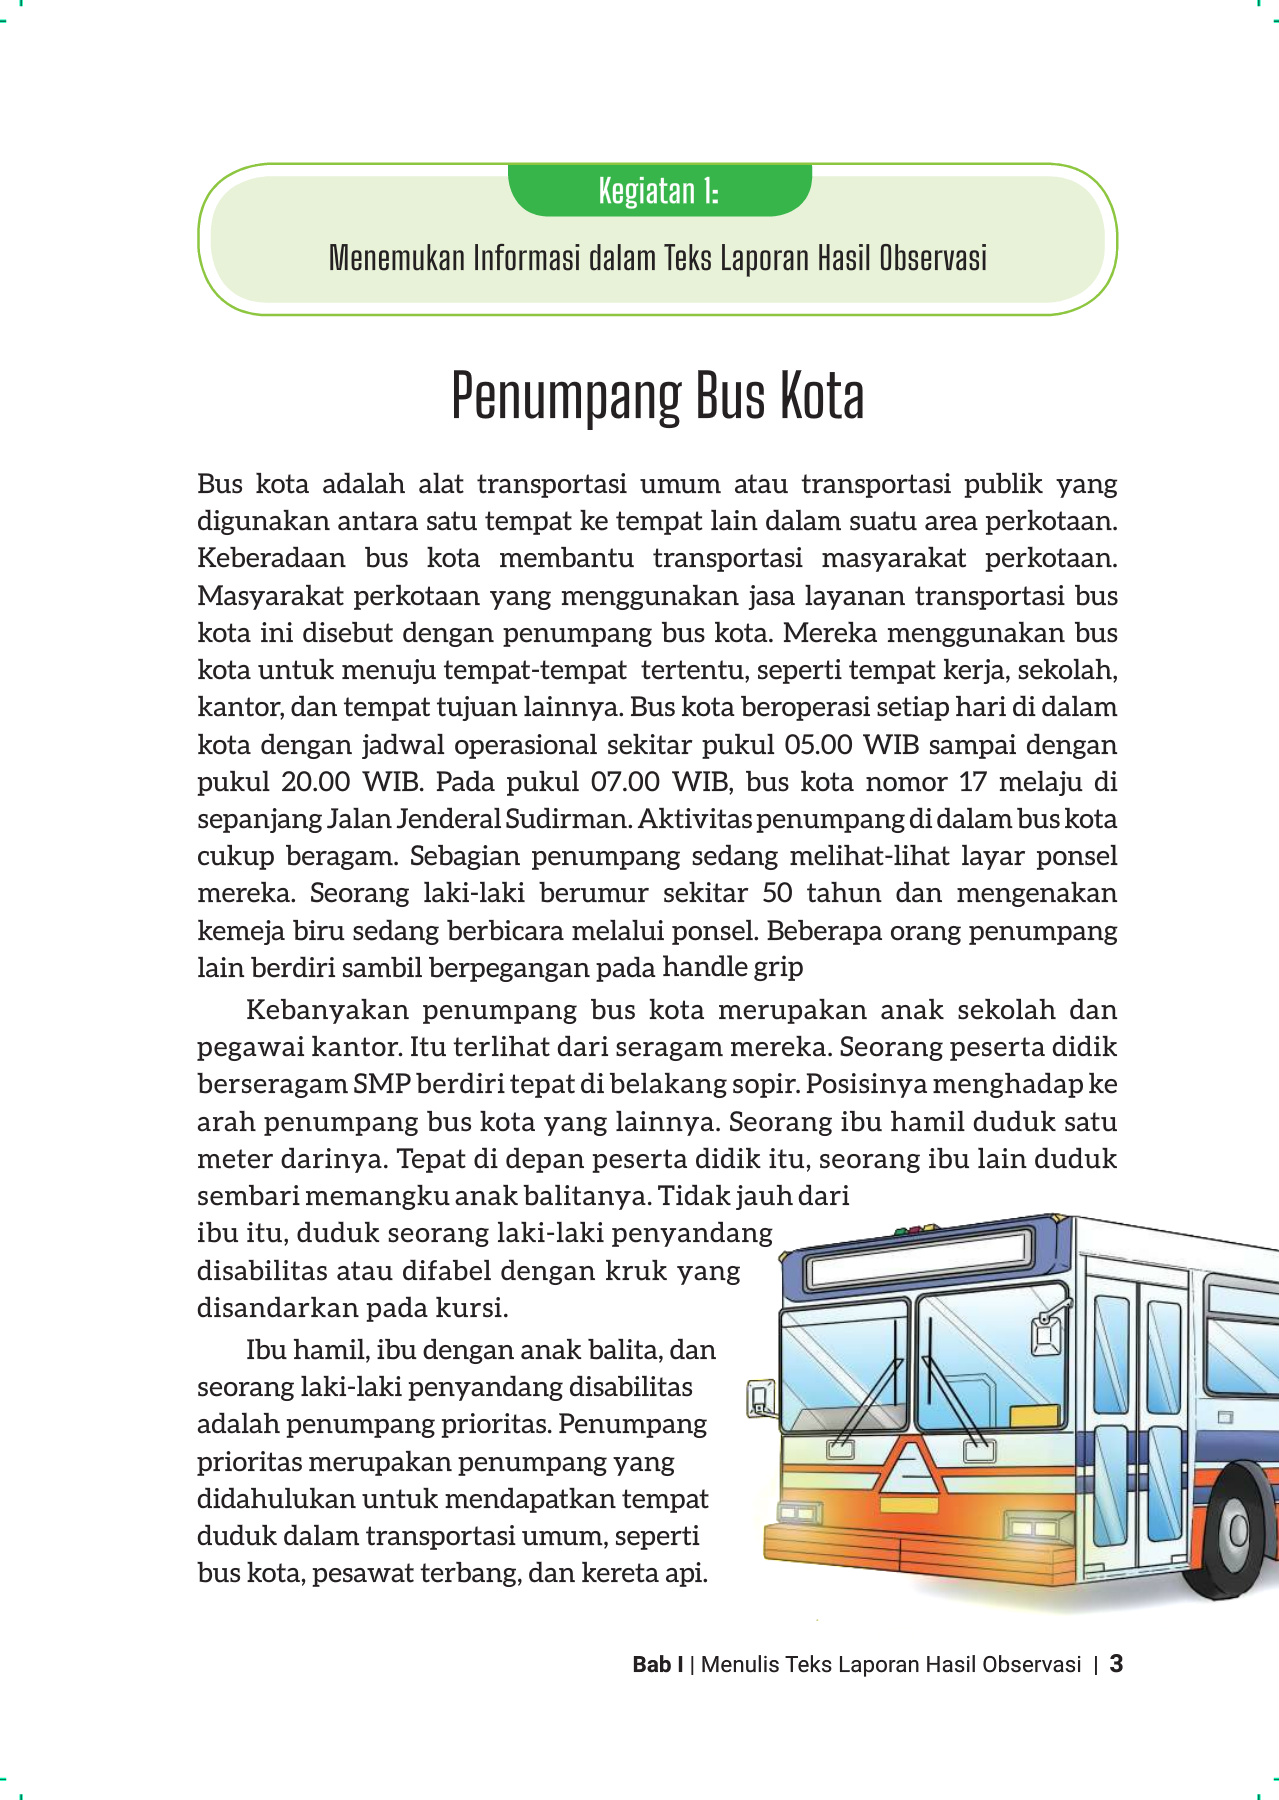 Kegiatan 1:
Menemukan Informasi dalam Teks Laporan Hasil Observasi
Penumpang Bus Kota
Bus kota adalah alat transportasi umum atau transportasi publik yang
digunakan antara satu tempat ke tempat lain dalam suatu area perkotaan.
Keberadaan bus kota membantu transportasi masyarakat perkotaan.
Masyarakat perkotaan yang menggunakan jasa layanan transportasi bus
kota ini disebut dengan penumpang bus kota. Mereka menggunakan bus
kota untuk menuju tempat-tempat tertentu, seperti tempat kerja, sekolah,
kantor, dan tempat tujuan lainnya. Bus kota beroperasi setiap hari di dalam
kota dengan jadwal operasional sekitar pukul 05.00 WIB sampai dengan
pukul 20.00 WIB. Pada pukul 07.00 WIB, bus kota nomor 17 melaju di
sepanjang Jalan Jenderal Sudirman. Aktivitas penumpang di dalam bus kota
cukup beragam. Sebagian penumpang sedang melihat-lihat layar ponsel
mereka. Seorang laki-laki berumur sekitar 50 tahun dan mengenakan
kemeja biru sedang berbicara melalui ponsel. Beberapa orang penumpang
lain berdiri sambil berpegangan pada handle grip
Kebanyakan penumpang bus kota merupakan anak sekolah dan
pegawai kantor. Itu terlihat dari seragam mereka. Seorang peserta didik
berseragam SMP berdiri tepat di belakang sopir. Posisinya menghadap ke
arah penumpang bus kota yang lainnya. Seorang ibu hamil duduk satu
meter darinya. Tepat di depan peserta didik itu, seorang ibu lain duduk
sembari memangku anak balitanya. Tidak jauh dari
ibu itu, duduk seorang laki-laki penyandang
disabilitas atau difabel dengan kruk yang
disandarkan pada kursi.
Ibu hamil, ibu dengan anak balita, dan
seorang laki-laki penyandang disabilitas
adalah penumpang prioritas. Penumpang
prioritas merupakan penumpang yang
didahulukan untuk mendapatkan tempat
duduk dalam transportasi umum, seperti
bus kota, pesawat terbang, dan kereta api.
Bab I | Menulis Teks Laporan Hasil Observasi | 3